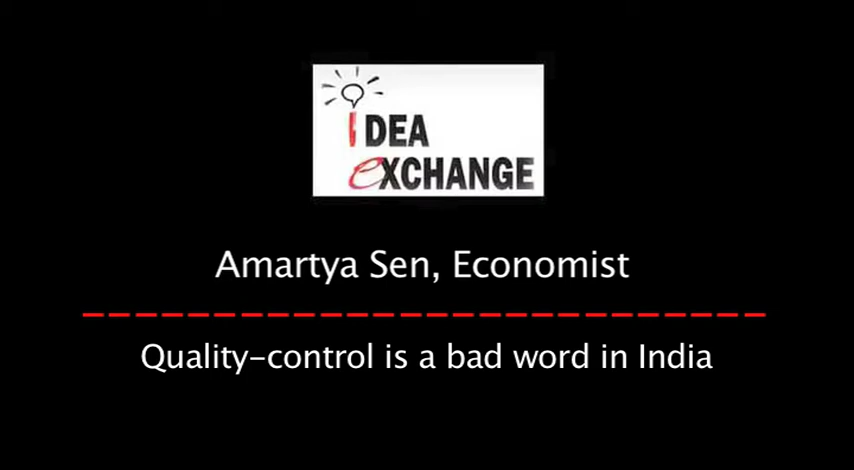 iDEA
eXCHANGE
Amartya Sen, Economist
Quality-control is a bad word in India